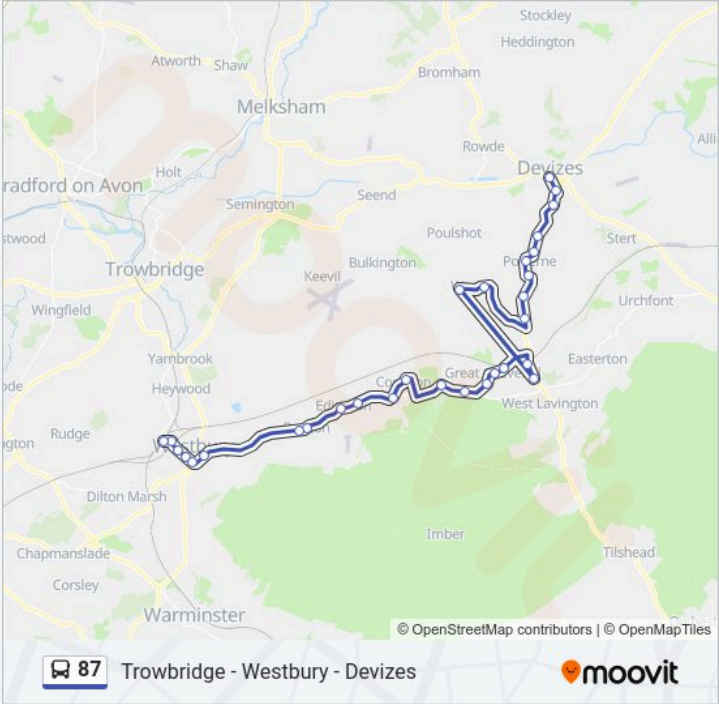 Stockley
Heddington
Atworth
Shaw
Bromham
Melksham
Rowde
Devizes
Holt
radford on Avon
Seend
Semington
Poulshot
Stert
Trowbridge
Bulkington
Keevil
Urchfont
Wingfield
Yarnbrook
Easterton
Heywood
Great
West Lavington
Rudge
Dilton Marsh
Imber
Chapmanslade
Tilshead
Corsley
Warminster
© OpenStreetMap contributors | © OpenMapTiles
87 Trowbridge - Westbury - Devizes
moovit